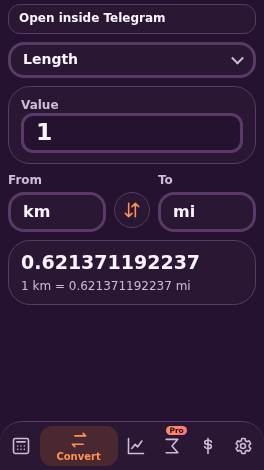 Open inside Telegram
Length
Value
1
From
To
km
mi
0.621371192237
1 km = 0.621371192237 mi
Pro
Convert